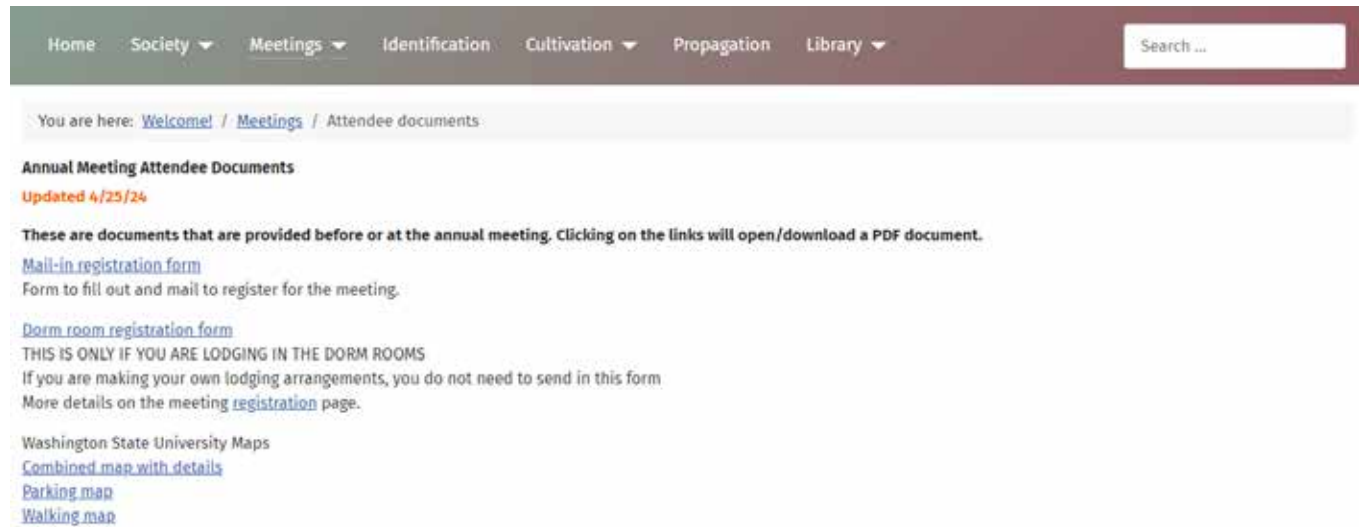 Home Society Meetings Identification Cultivation Propagation Library Search ...
You are here: Welcome! / Meetings / Attendee documents
Annual Meeting Attendee Documents
Updated 4/25/24
These are documents that are provided before or at the annual meeting. Clicking on the links will open/download a PDF document.
Mail-in registration form
Form to fill out and mail to register for the meeting.
Dorm room registration form
THIS IS ONLY IF YOU ARE LODGING IN THE DORM ROOMS
If you are making your own lodging arrangements, you do not need to send in this form
More details on the meeting registration page.
Washington State University Maps
Combined map with details
Parking map
Walking map